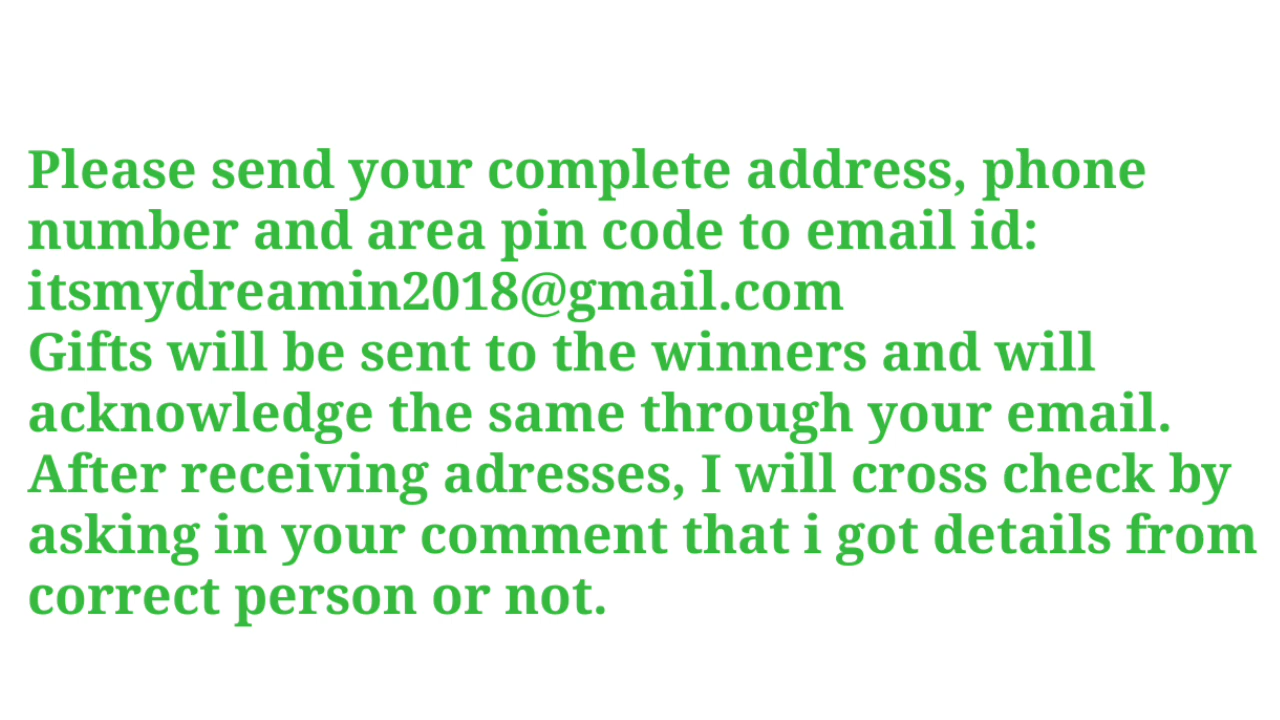 Please send your complete address, phone
number and area pin code to email id:
itsmydreamin2018@gmail.com
Gifts will be sent to the winners and will
acknowledge the same through your email.
After receiving adresses, I will cross check by
asking in your comment that i got details from
correct person or not.